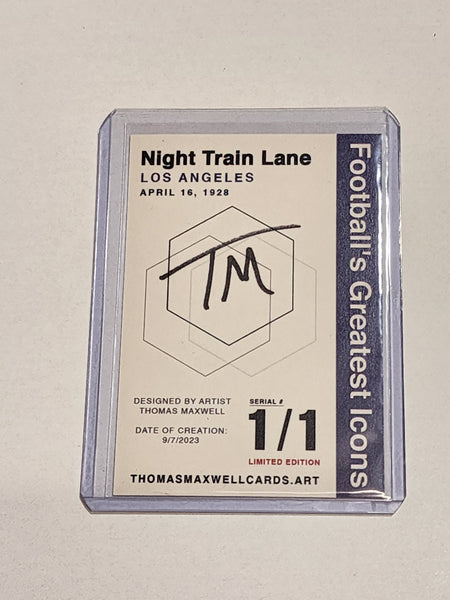 Night Train Lane
LOS ANGELES
APRIL 16, 1928
TM
DESIGNED BY ARTIST
THOMAS MAXWELL
DATE OF CREATION:
9/7/2023
SERIAL #
1/1
LIMITED EDITION
THOMASMAXWELLCARDS.ART
Football's Greatest Icons